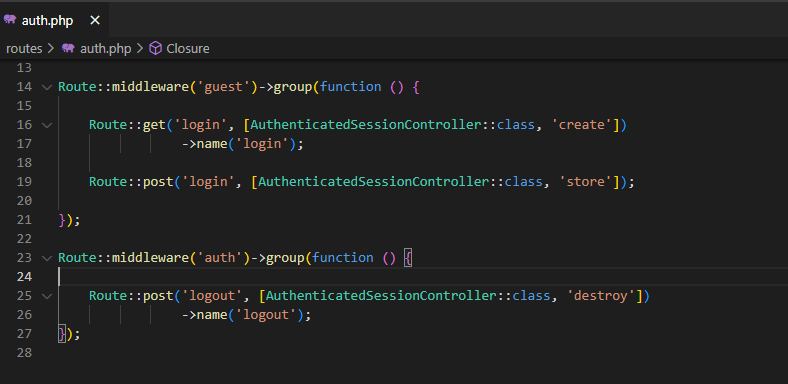 auth.php ×
routes > auth.php > Closure
13
14 Route::middleware('guest')->group(function () {
15
16 Route::get('login', [AuthenticatedSessionController::class, 'create'])
17 ->name('login');
18
19 Route::post('login', [AuthenticatedSessionController::class, 'store']);
20
21 });
22
23 Route::middleware('auth')->group(function () {
24
25 Route::post('logout', [AuthenticatedSessionController::class, 'destroy'])
26 ->name('logout');
27 });
28